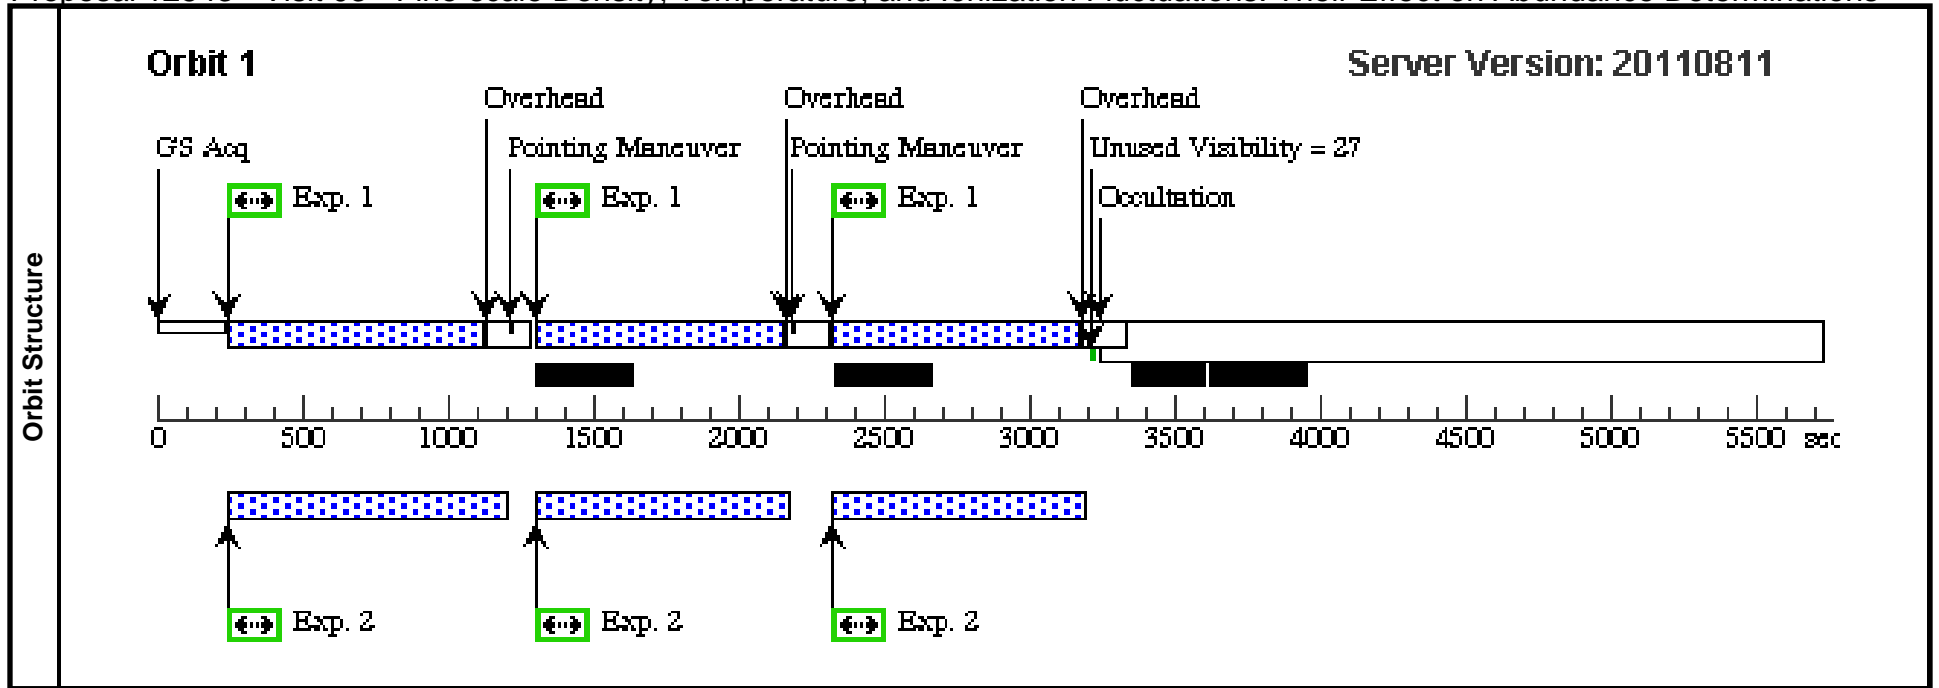 Orbit Structure
Orbit 1
Server Version: 20110811
Overhead Overhead Overhead
GS Acq Pointing Maneuver Pointing Maneuver Unused Visibility = 27
Exp. 1 Exp. 1 Exp. 1 Occultation
0 500 1000 1500 2000 2500 3000 3500 4000 4500 5000 5500 sec
Exp. 2 Exp. 2 Exp. 2